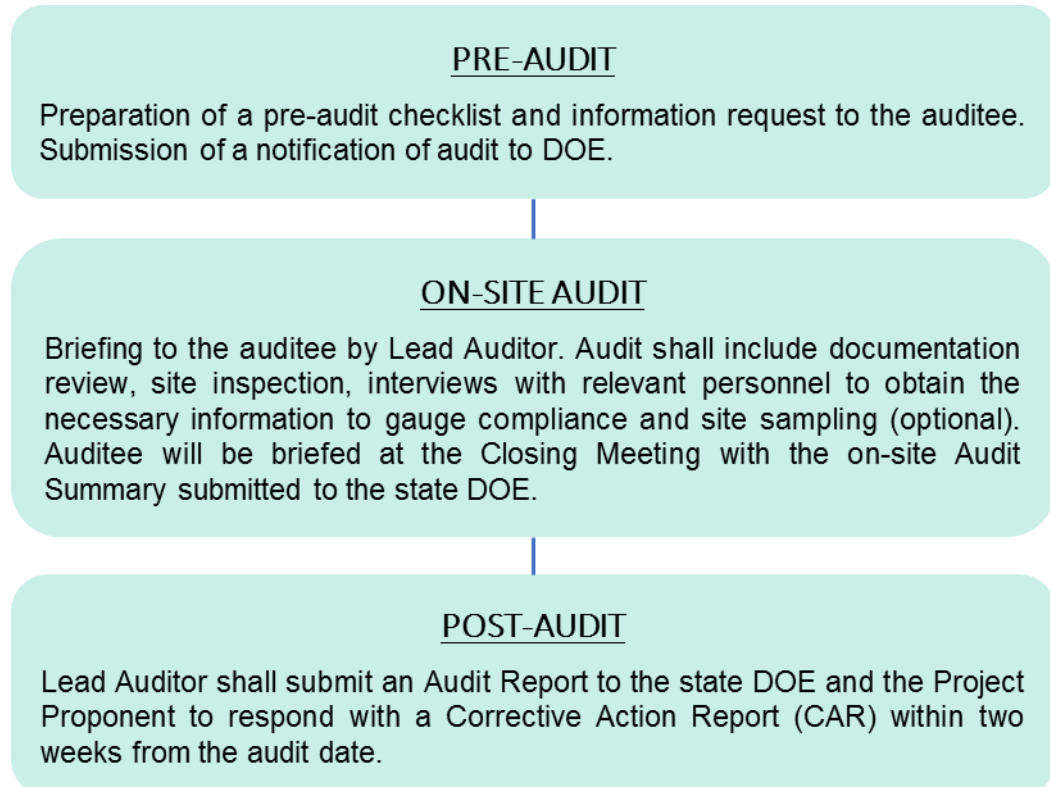 PRE-AUDIT
Preparation of a pre-audit checklist and information request to the auditee.
Submission of a notification of audit to DOE.
ON-SITE AUDIT
Briefing to the auditee by Lead Auditor. Audit shall include documentation
review, site inspection, interviews with relevant personnel to obtain the
necessary information to gauge compliance and site sampling (optional).
Auditee will be briefed at the Closing Meeting with the on-site Audit
Summary submitted to the state DOE.
POST-AUDIT
Lead Auditor shall submit an Audit Report to the state DOE and the Project
Proponent to respond with a Corrective Action Report (CAR) within two
weeks from the audit date.